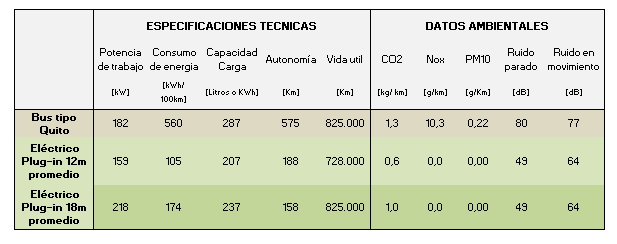 ESPECIFICACIONES TECNICAS DATOS AMBIENTALES
Potencia de trabajo Consumo de energia Capacidad Carga Autonomía Vida util CO2 Nox PM10 Ruido parado Ruido en movimiento
[kW] [kWh/ 100km] [Litros o KWh] [Km] [Km] [kg/ km] [g/km] [g/Km] [dB] [dB]
Bus tipo Quito 182 560 287 575 825.000 1,3 10,3 0,22 80 77
Eléctrico Plug-in 12m promedio 159 105 207 188 728.000 0,6 0,0 0,00 49 64
Eléctrico Plug-in 18m promedio 218 174 237 158 825.000 1,0 0,0 0,00 49 64